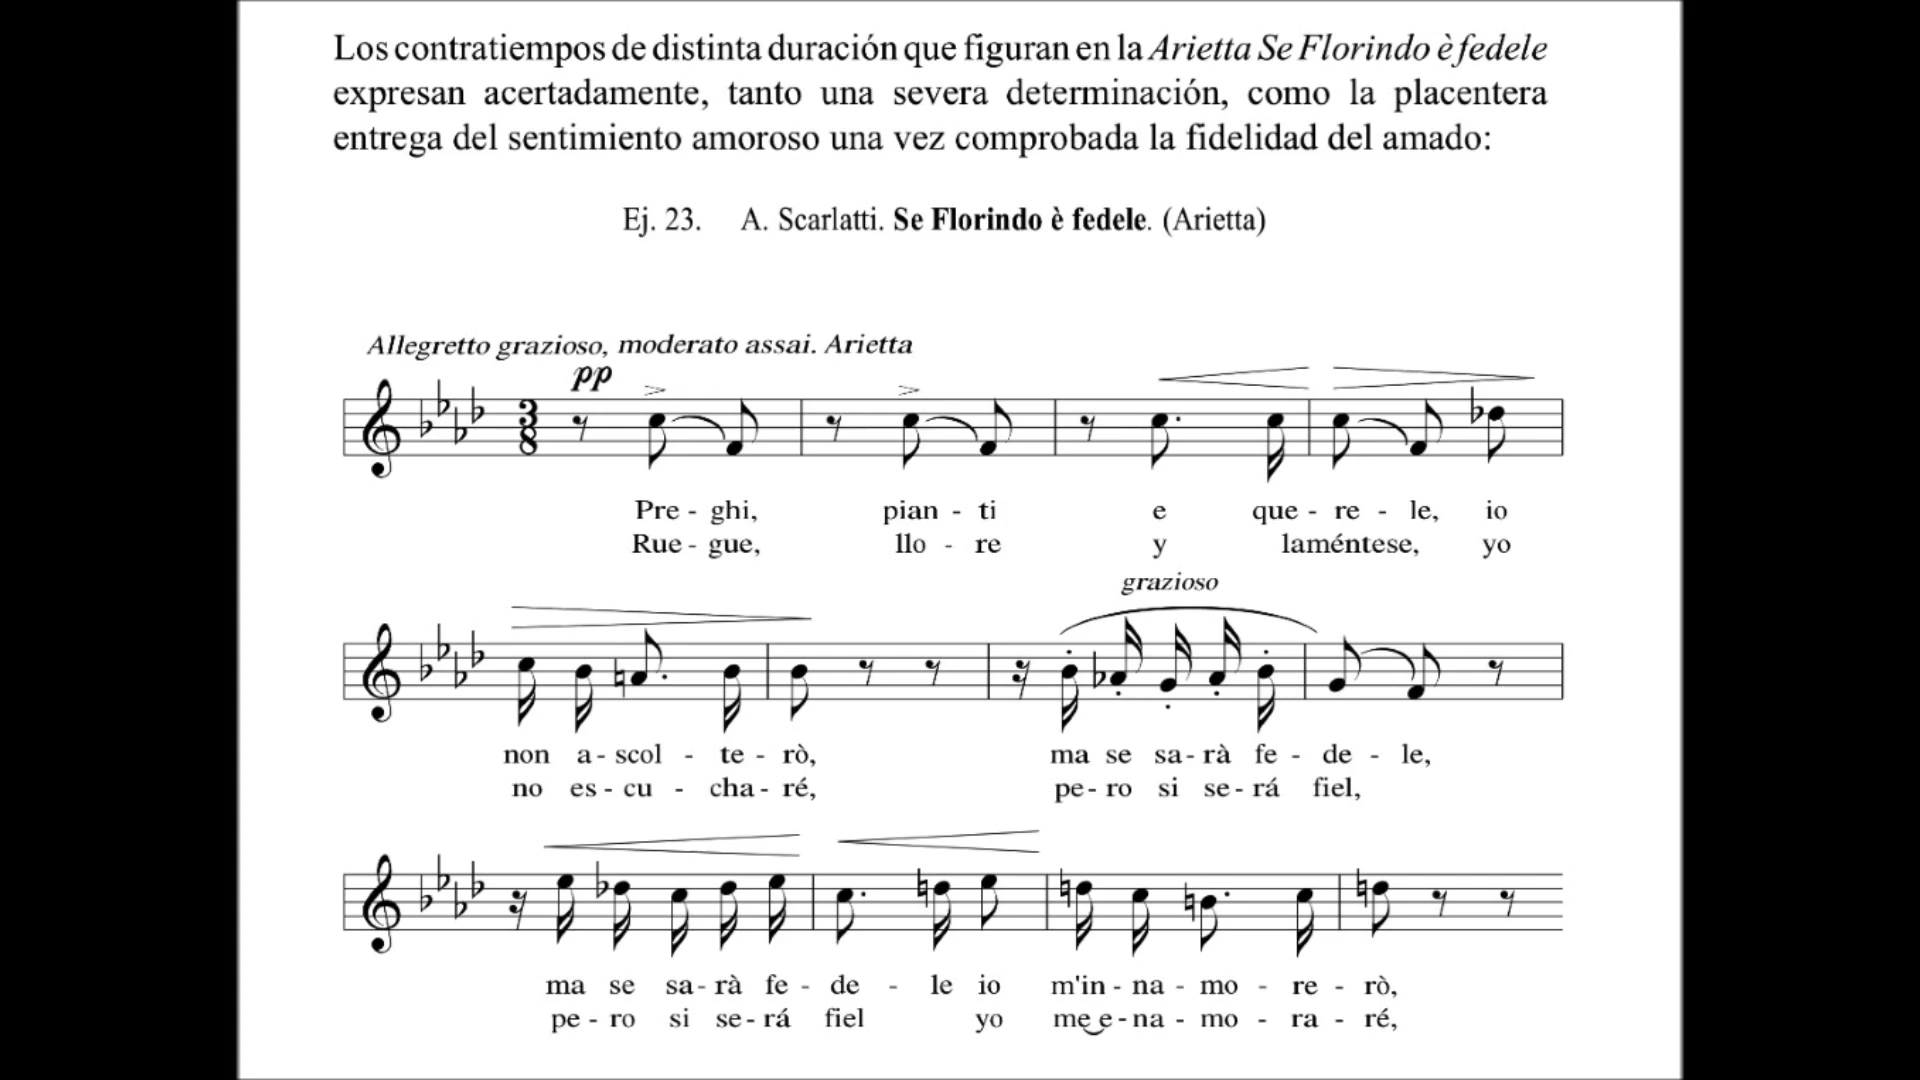 Los contratiempos de distinta duración que figuran en la Arietta Se Florindo è fedele
expresan acertadamente, tanto una severa determinación, como la placentera
entrega del sentimiento amoroso una vez comprobada la fidelidad del amado:
Ej. 23. A. Scarlatti. Se Florindo è fedele. (Arietta)
Allegretto grazioso, moderato assai. Arietta
pp
3
8
Pre - ghi, pian - ti e que - re - le, io
Rue - gue, llo - re y laméntese, yo
grazioso
non a - scol - te - rò, ma se sa - rà fe - de - le,
no es - cu - cha - ré, pe - ro si se - rá fiel,
ma se sa - rà fe - de - le io m'in - na - mo - re - rò,
pe - ro si se - rá fiel yo me e - na - mo - ra - ré,